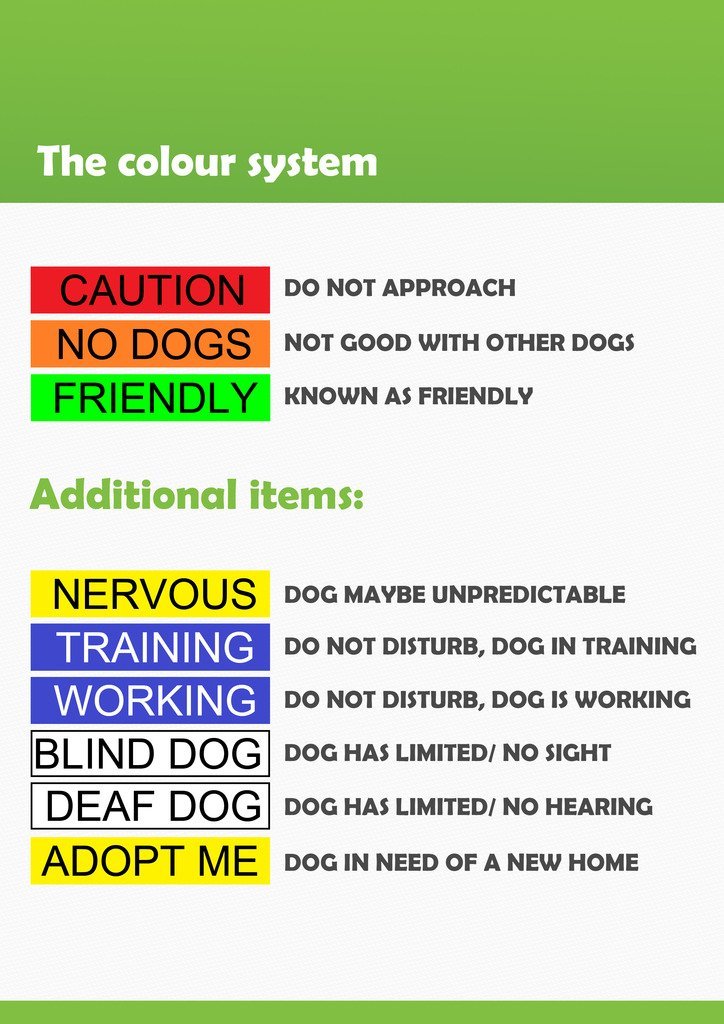 The colour system
CAUTION DO NOT APPROACH
NO DOGS NOT GOOD WITH OTHER DOGS
FRIENDLY KNOWN AS FRIENDLY
Additional items:
NERVOUS DOG MAYBE UNPREDICTABLE
TRAINING DO NOT DISTURB, DOG IN TRAINING
WORKING DO NOT DISTURB, DOG IS WORKING
BLIND DOG DOG HAS LIMITED/ NO SIGHT
DEAF DOG DOG HAS LIMITED/ NO HEARING
ADOPT ME DOG IN NEED OF A NEW HOME